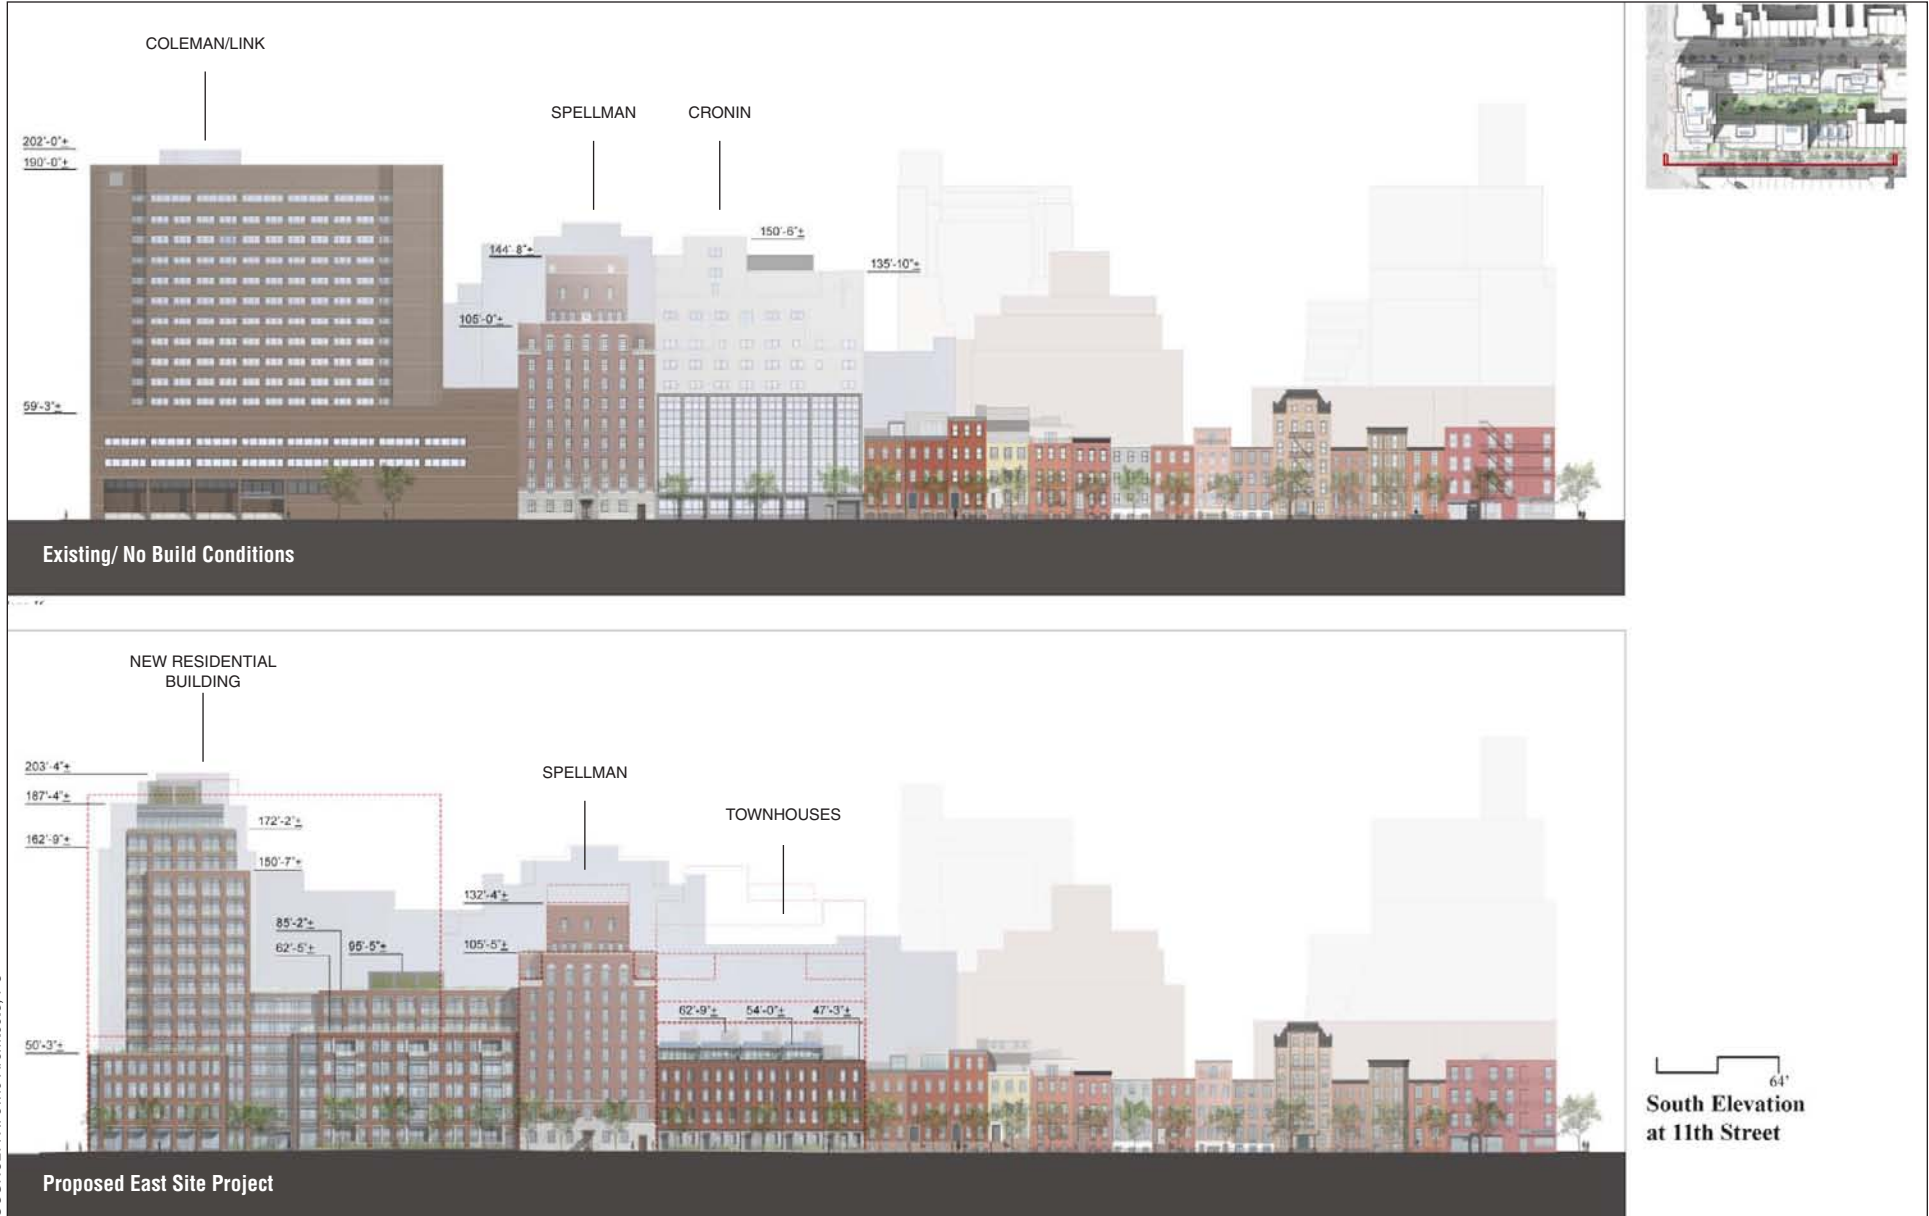 COLEMAN/LINK
SPELLMAN
CRONIN
202'-0"±
190'-0"±
150'-6"±
144'-8"±
135'-10"±
105'-0"±
59'-3"±
Existing/ No Build Conditions
NEW RESIDENTIAL
BUILDING
SPELLMAN
TOWNHOUSES
203'-4"±
187'-4"±
172'-2"±
162'-9"±
150'-7"±
132'-4"±
85'-2"±
62'-5"±
95'-5"±
105'-5"±
62'-9"±
54'-0"±
47'-3"±
50'-3"±
Proposed East Site Project
64'
South Elevation
at 11th Street